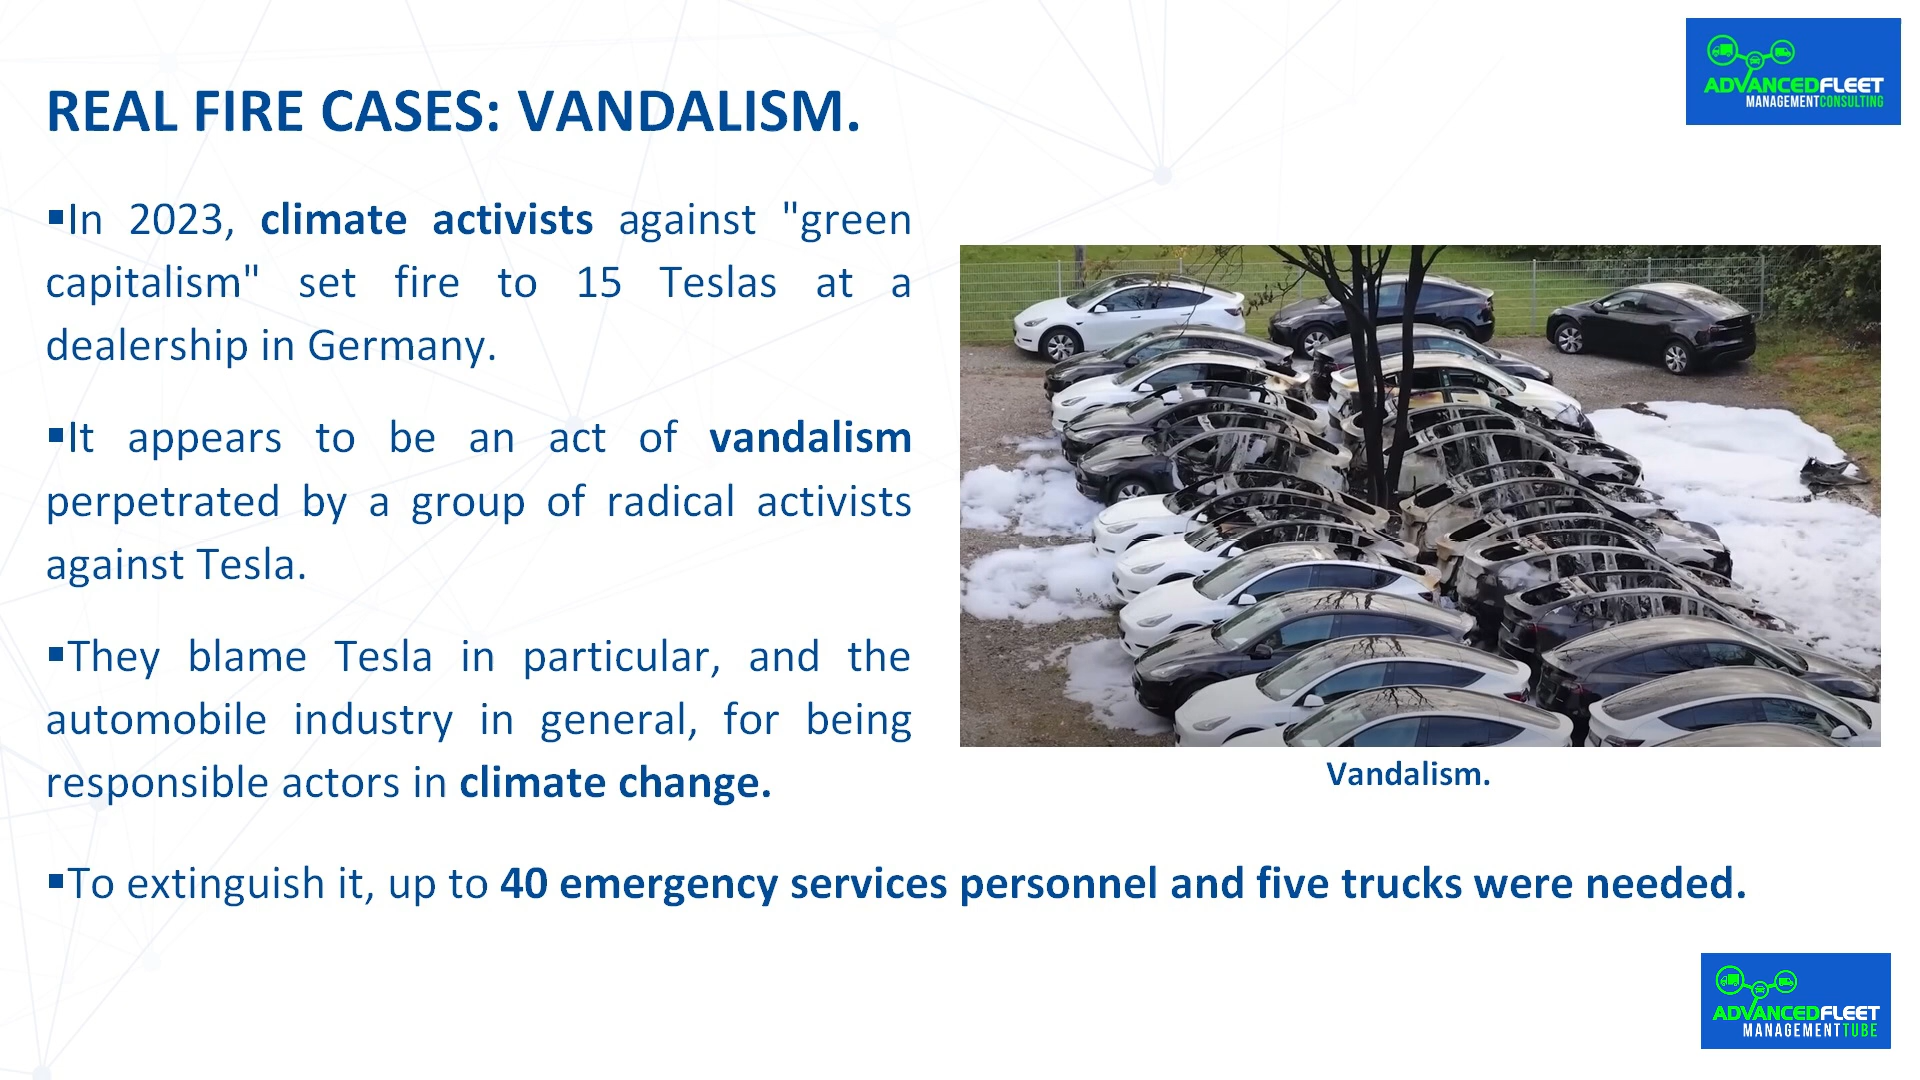 ADVANCEDFLEET
MANAGEMENTCONSULTING
REAL FIRE CASES: VANDALISM.
▪In 2023, climate activists against "green
capitalism" set fire to 15 Teslas at a
dealership in Germany.
▪It appears to be an act of vandalism
perpetrated by a group of radical activists
against Tesla.
▪They blame Tesla in particular, and the
automobile industry in general, for being
responsible actors in climate change.
Vandalism.
▪To extinguish it, up to 40 emergency services personnel and five trucks were needed.
ADVANCEDFLEET
MANAGEMENTTUBE